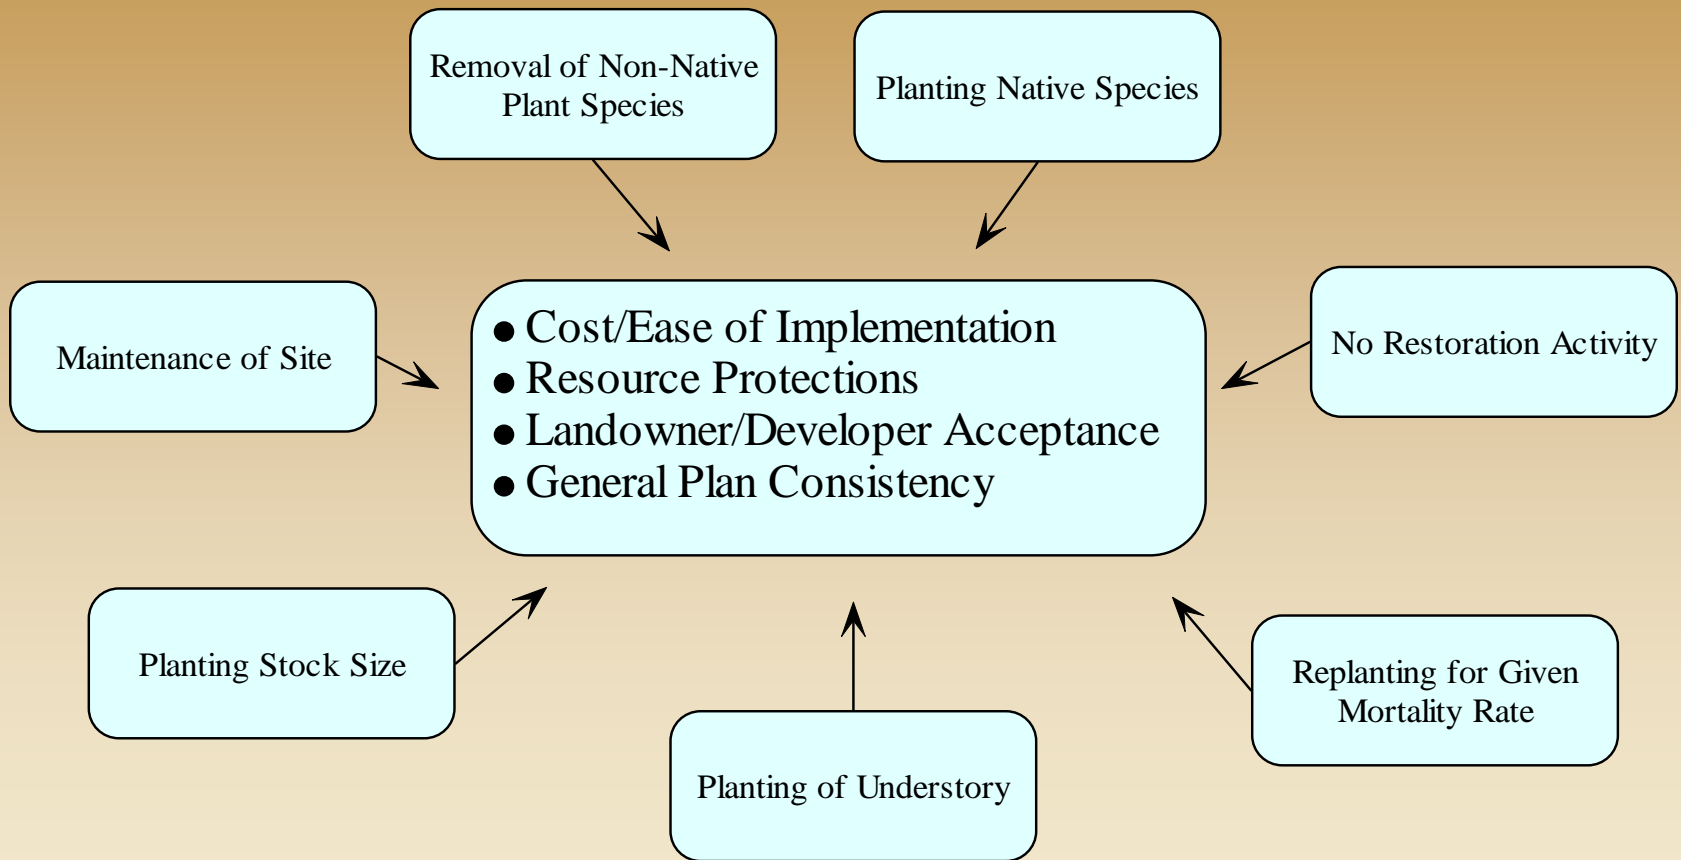 Removal of Non-Native
Plant Species
Planting Native Species
Maintenance of Site
● Cost/Ease of Implementation
● Resource Protections
● Landowner/Developer Acceptance
● General Plan Consistency
No Restoration Activity
Planting Stock Size
Planting of Understory
Replanting for Given
Mortality Rate